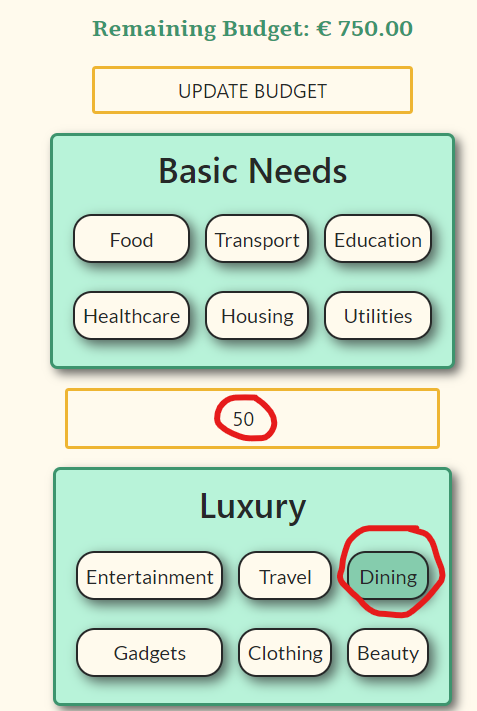 Remaining Budget: € 750.00
UPDATE BUDGET
Basic Needs
Food Transport Education
Healthcare Housing Utilities
50
Luxury
Entertainment Travel Dining
Gadgets Clothing Beauty